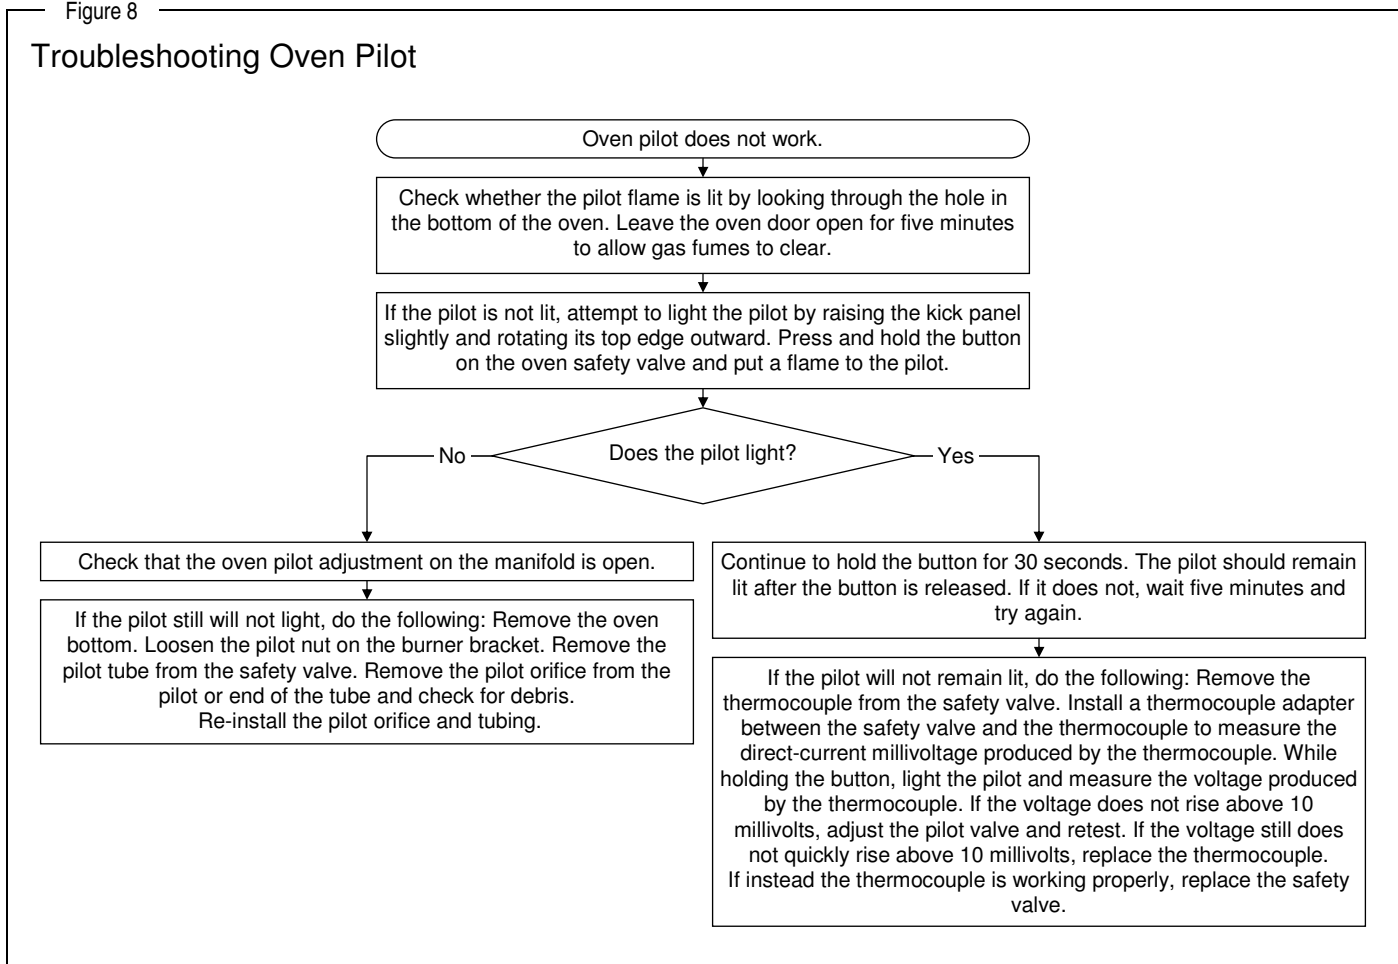 Figure 8
Troubleshooting Oven Pilot
Oven pilot does not work.
Check whether the pilot flame is lit by looking through the hole in
the bottom of the oven. Leave the oven door open for five minutes
to allow gas fumes to clear.
If the pilot is not lit, attempt to light the pilot by raising the kick panel
slightly and rotating its top edge outward. Press and hold the button
on the oven safety valve and put a flame to the pilot.
Does the pilot light?
No
Yes
Check that the oven pilot adjustment on the manifold is open.
If the pilot still will not light, do the following: Remove the oven
bottom. Loosen the pilot nut on the burner bracket. Remove the
pilot tube from the safety valve. Remove the pilot orifice from the
pilot or end of the tube and check for debris.
Re-install the pilot orifice and tubing.
Continue to hold the button for 30 seconds. The pilot should remain
lit after the button is released. If it does not, wait five minutes and
try again.
If the pilot will not remain lit, do the following: Remove the
thermocouple from the safety valve. Install a thermocouple adapter
between the safety valve and the thermocouple to measure the
direct-current millivoltage produced by the thermocouple. While
holding the button, light the pilot and measure the voltage produced
by the thermocouple. If the voltage does not rise above 10
millivolts, adjust the pilot valve and retest. If the voltage still does
not quickly rise above 10 millivolts, replace the thermocouple.
If instead the thermocouple is working properly, replace the safety
valve.